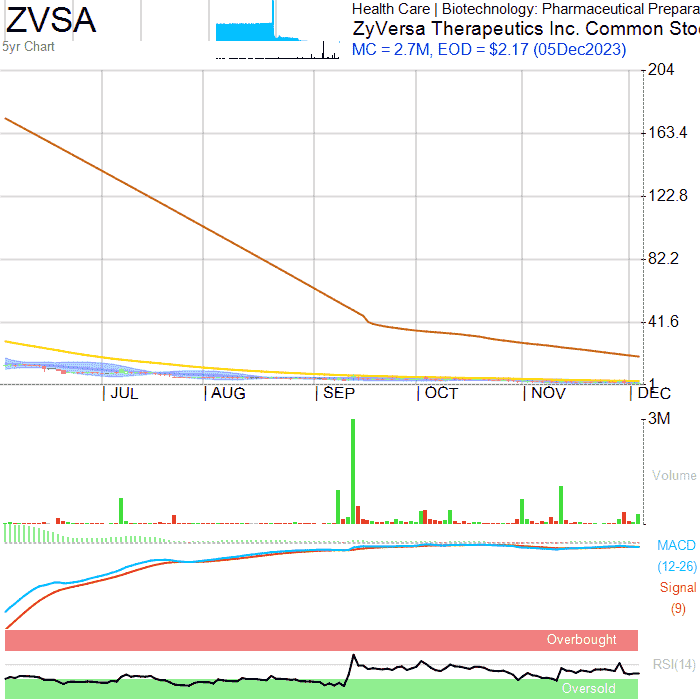 ZVSA
5yr Chart
Health Care | Biotechnology: Pharmaceutical Prepara
ZyVersa Therapeutics Inc. Common Sto
MC = 2.7M, EOD = $2.17 (05Dec2023)
204
163.4
122.8
82.2
41.6
1
JUL AUG SEP OCT NOV DEC
3M
Volume
MACD
(12-26)
Signal
(9)
Overbought
RSI(14)
Oversold